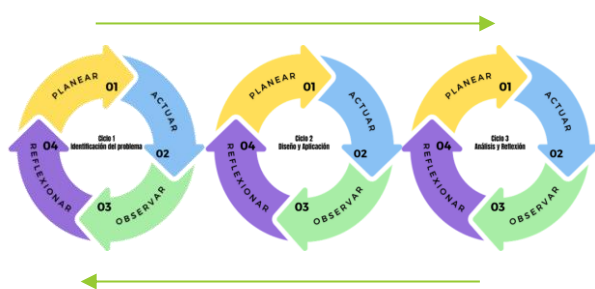 PLANEAR
01
ACTUAR
02
OBSERVAR
03
REFLEXIONAR
04
Ciclo 1
Identificación del problema
PLANEAR
01
ACTUAR
02
OBSERVAR
03
REFLEXIONAR
04
Ciclo 2
Diseño y Aplicación
PLANEAR
01
ACTUAR
02
OBSERVAR
03
REFLEXIONAR
04
Ciclo 3
Análisis y Reflexión